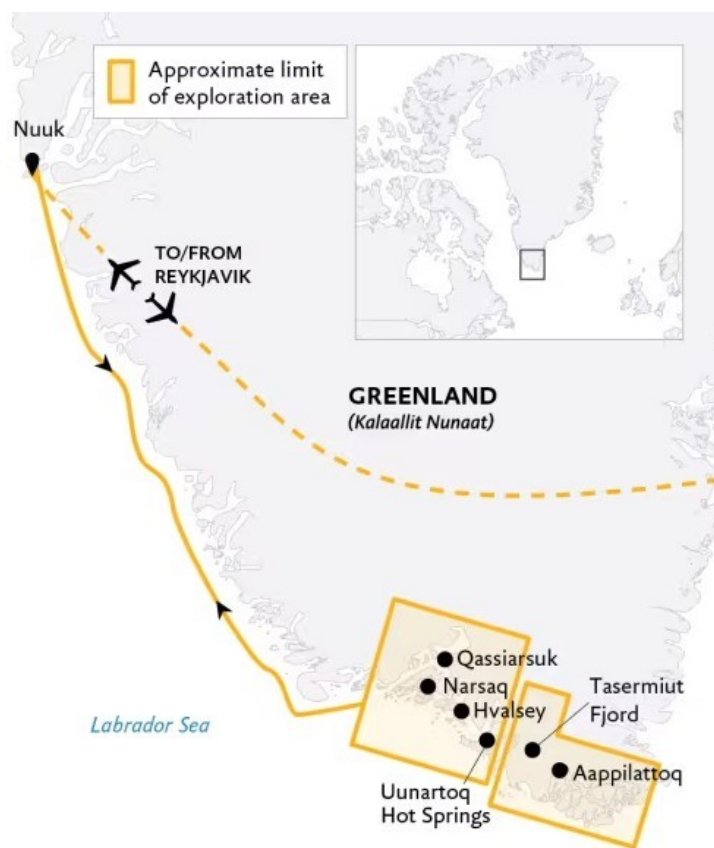 Approximate limit
of exploration area
Nuuk
TO/FROM
REYKJAVIK
GREENLAND
(Kalaallit Nunaat)
Qassiarsuk
Narsaq
Hvalsey
Tasermiut
Fjord
Labrador Sea
Aappilattoq
Uunartoq
Hot Springs